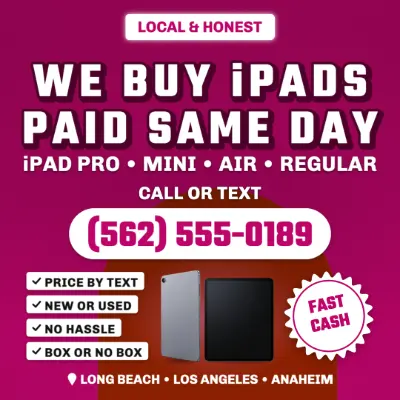 LOCAL & HONEST
WE BUY iPADS
PAID SAME DAY
iPAD PRO • MINI • AIR • REGULAR
CALL OR TEXT
(562) 555-0189
✓ PRICE BY TEXT
✓ NEW OR USED
✓ NO HASSLE
✓ BOX OR NO BOX
FAST
CASH
LONG BEACH • LOS ANGELES • ANAHEIM